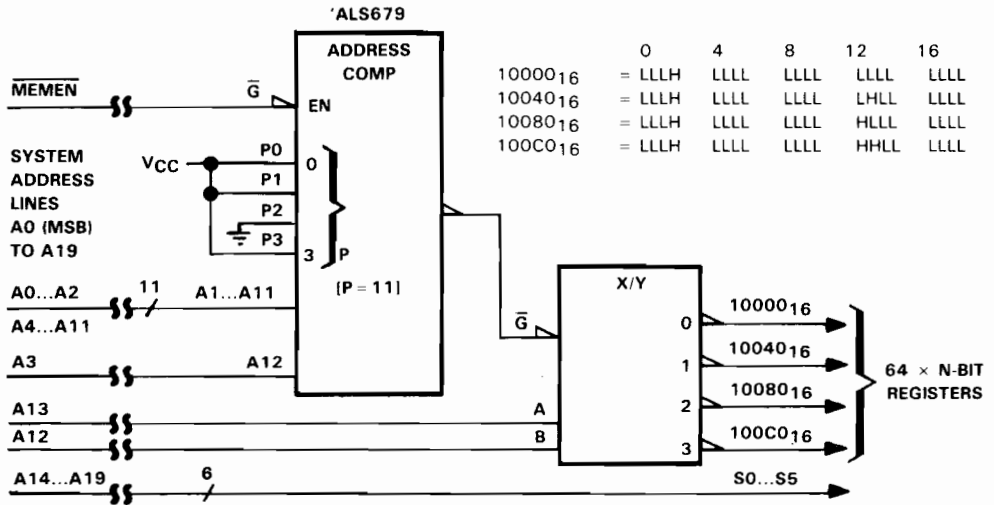 'ALS679
ADDRESS
COMP
MEMEN
G
EN
SYSTEM
ADDRESS
LINES
A0 (MSB)
TO A19
VCC
P0
P1
P2
P3
0
3
P
[P = 11]
A0...A2
11
A1...A11
A4...A11
A3
A12
A13
A
A12
B
A14...A19
6
S0...S5
X/Y
G
0
1
2
3
10000₁₆
10040₁₆
10080₁₆
100C0₁₆
64 × N-BIT
REGISTERS
0 4 8 12 16
10000₁₆ = LLLH LLLL LLLL LLLL LLLL
10040₁₆ = LLLH LLLL LLLL LHLL LLLL
10080₁₆ = LLLH LLLL LLLL HLLL LLLL
100C0₁₆ = LLLH LLLL LLLL HHLL LLLL